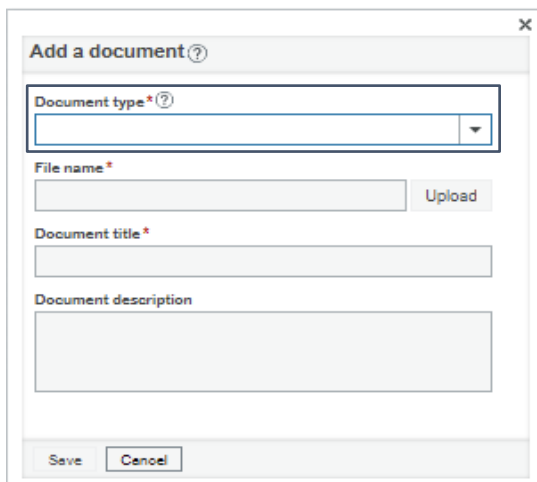 Add a document
Document type*
File name*
Upload
Document title*
Document description
Save Cancel